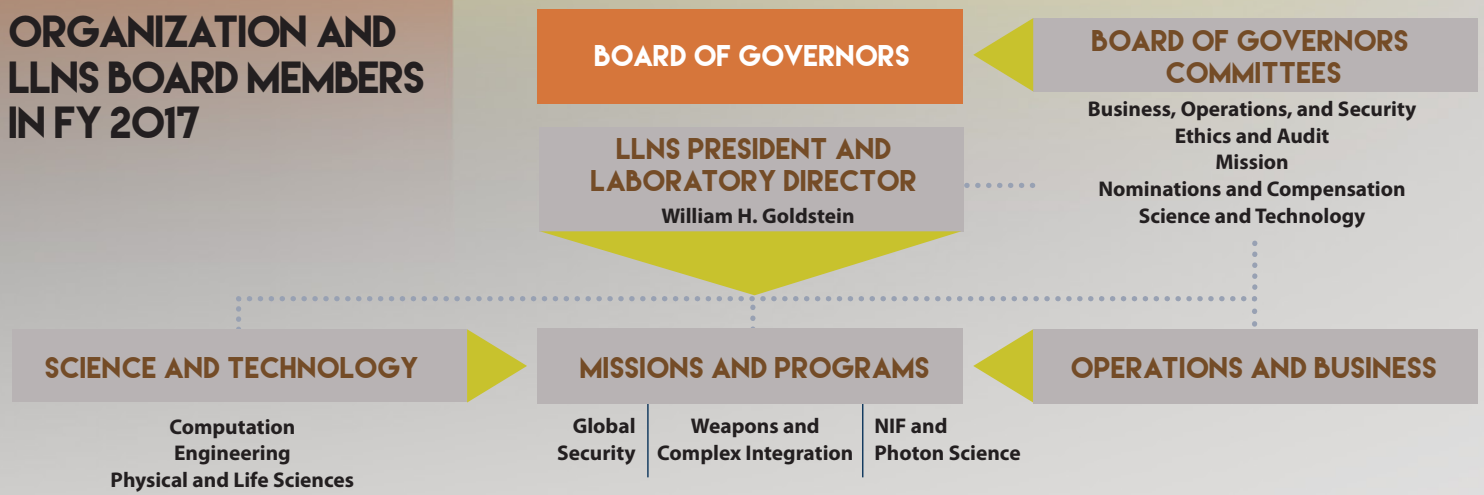 ORGANIZATION AND
LLNS BOARD MEMBERS
IN FY 2017
BOARD OF GOVERNORS
BOARD OF GOVERNORS
COMMITTEES
Business, Operations, and Security
Ethics and Audit
Mission
Nominations and Compensation
Science and Technology
LLNS PRESIDENT AND
LABORATORY DIRECTOR
William H. Goldstein
SCIENCE AND TECHNOLOGY
Computation
Engineering
Physical and Life Sciences
MISSIONS AND PROGRAMS
Global
Security
Weapons and
Complex Integration
NIF and
Photon Science
OPERATIONS AND BUSINESS